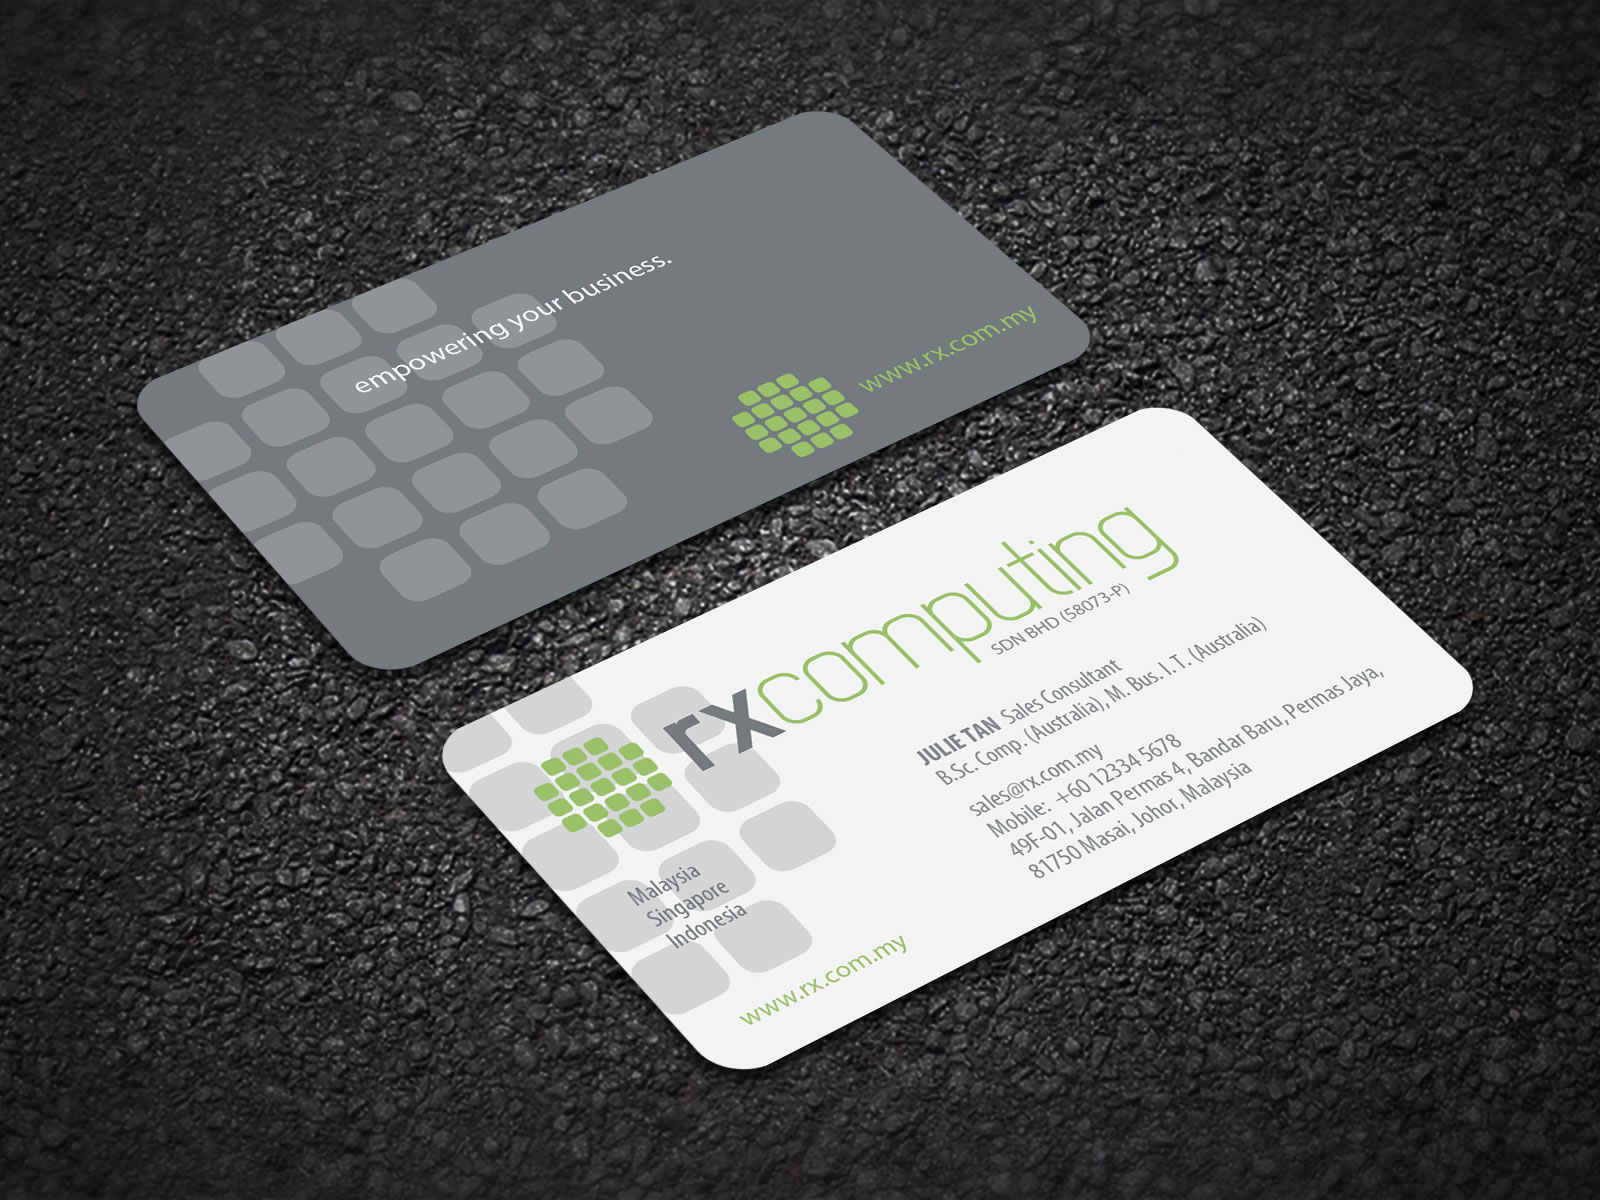 empowering your business.
www.rx.com.my
rxcomputing
SDN BHD (58073-P)
JULIE TAN Sales Consultant
B.Sc. Comp. (Australia), M. Bus. I. T. (Australia)
sales@rx.com.my
Mobile: +60 12334 5678
49F-01, Jalan Permas 4, Bandar Baru, Permas Jaya,
81750 Masai, Johor, Malaysia
Malaysia
Singapore
Indonesia
www.rx.com.my